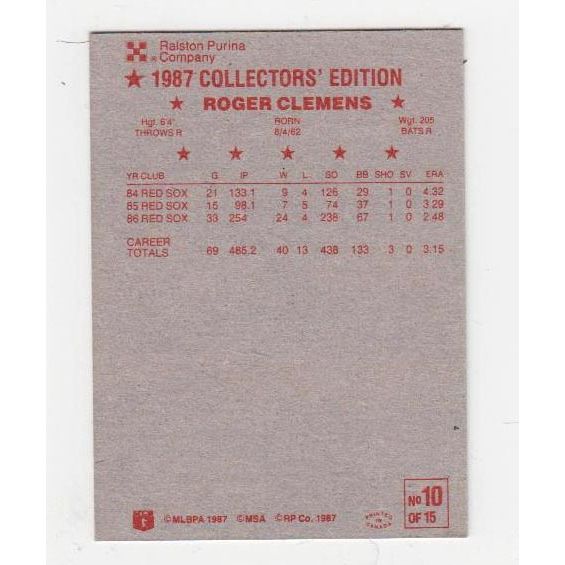 Ralston Purina
Company
★ 1987 COLLECTORS' EDITION
★ ROGER CLEMENS ★
Hgt. 6'4" BORN Wgt. 205
THROWS R 8/4/62 BATS R
★ ★ ★ ★ ★
YR CLUB G IP W L SO BB SHO SV ERA
84 RED SOX 21 133.1 9 4 126 29 1 0 4.32
85 RED SOX 15 98.1 7 5 74 37 1 0 3.29
86 RED SOX 33 254 24 4 238 67 1 0 2.48
CAREER
TOTALS 69 485.2 40 13 438 133 3 0 3.15
4
No 10
OF 15
©MLBPA 1987 ©MSA ©RP Co. 1987
PRINTED
IN
CANADA